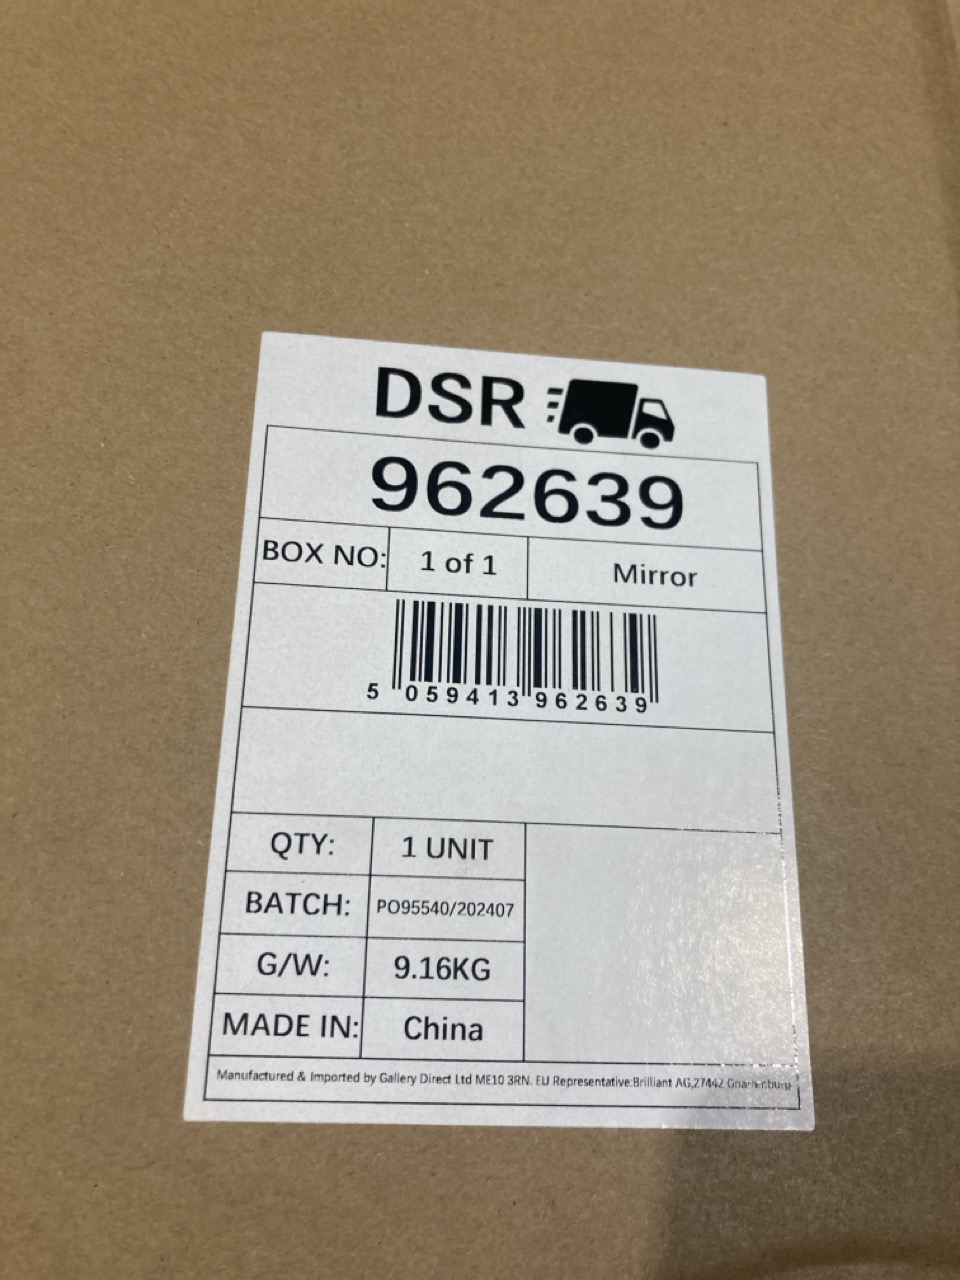 DSR
962639
BOX NO: 1 of 1 Mirror
5 059413 962639
QTY: 1 UNIT
BATCH: PO95540/202407
G/W: 9.16KG
MADE IN: China
Manufactured & Imported by Gallery Direct Ltd ME10 3RN. EU Representative:Brilliant AG,27442 Gnarrenburg